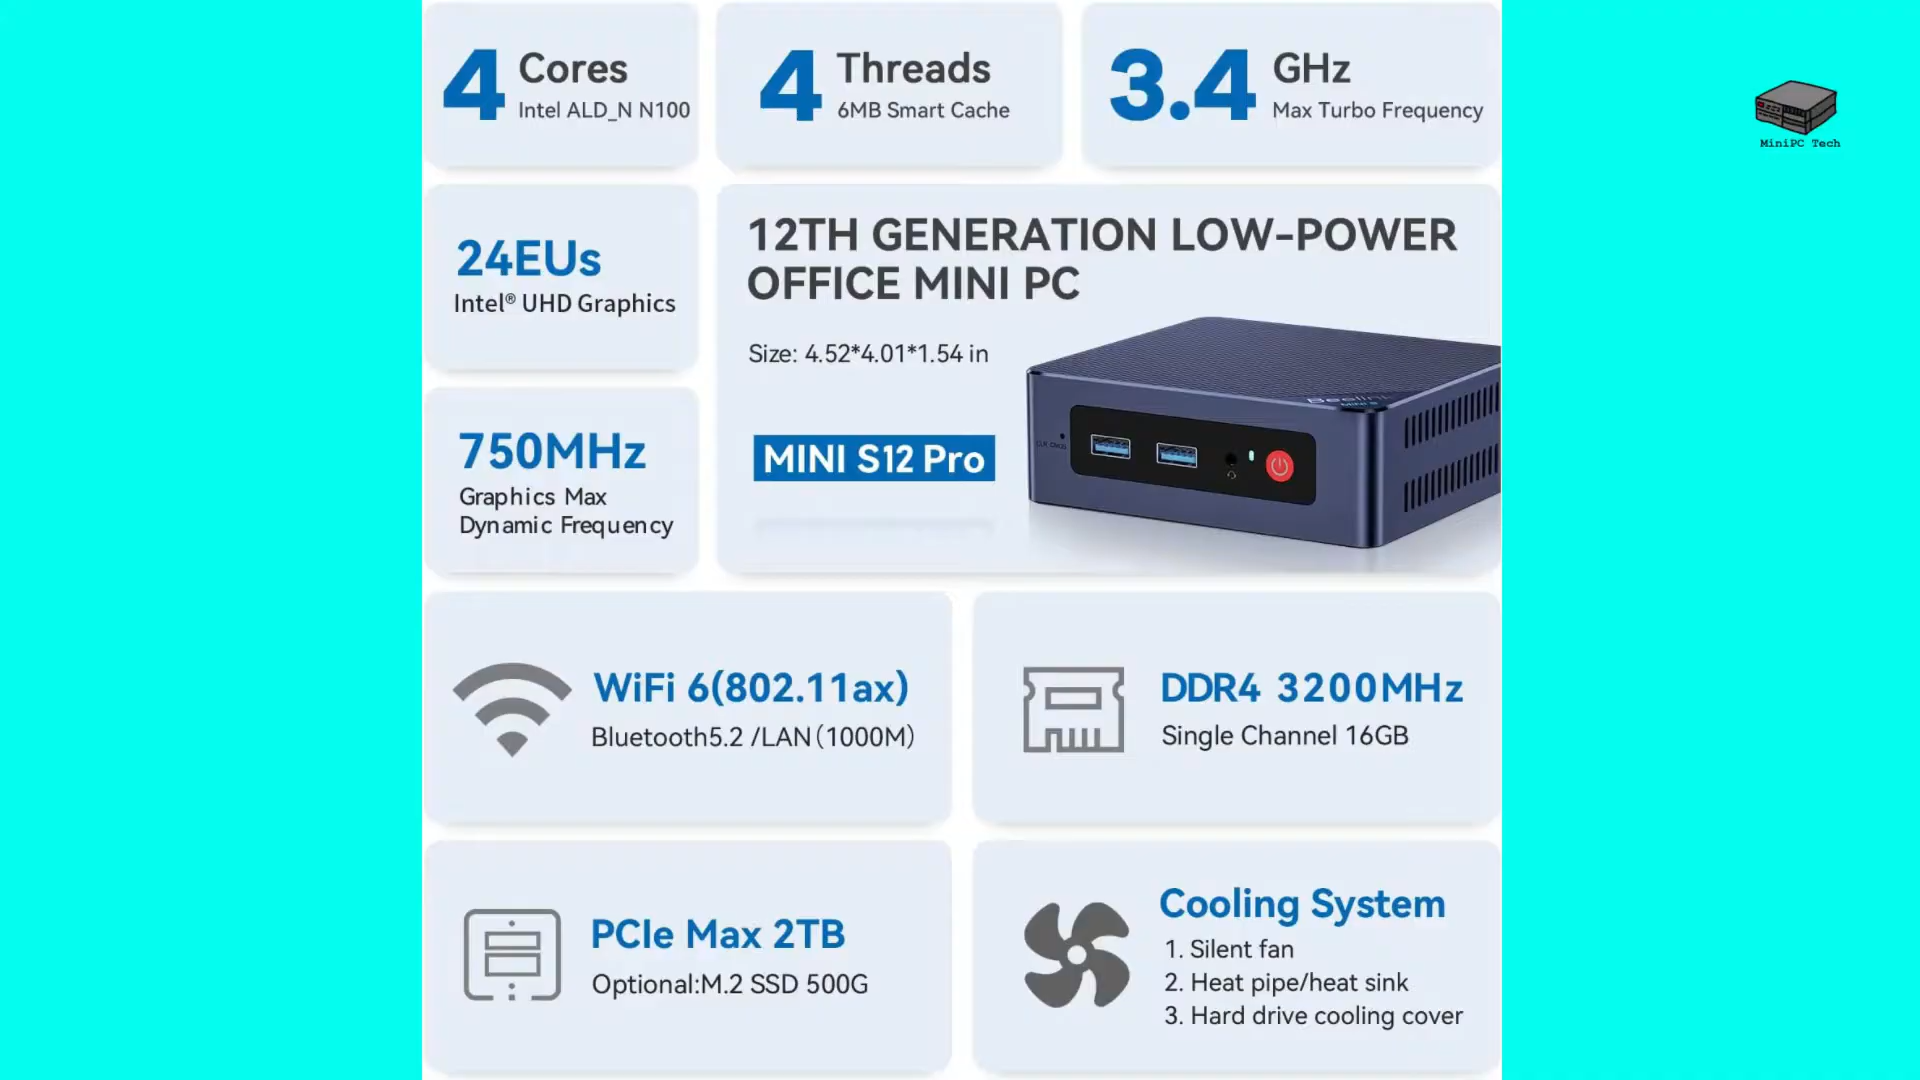 4 Cores
Intel ALD_N N100
4 Threads
6MB Smart Cache
3.4 GHz
Max Turbo Frequency
MiniPC Tech
24EUs
Intel® UHD Graphics
12TH GENERATION LOW-POWER
OFFICE MINI PC
Size: 4.52*4.01*1.54 in
MINI S12 Pro
Beelink
750MHz
Graphics Max
Dynamic Frequency
WiFi 6(802.11ax)
Bluetooth5.2 /LAN(1000M)
DDR4 3200MHz
Single Channel 16GB
PCIe Max 2TB
Optional:M.2 SSD 500G
Cooling System
1. Silent fan
2. Heat pipe/heat sink
3. Hard drive cooling cover